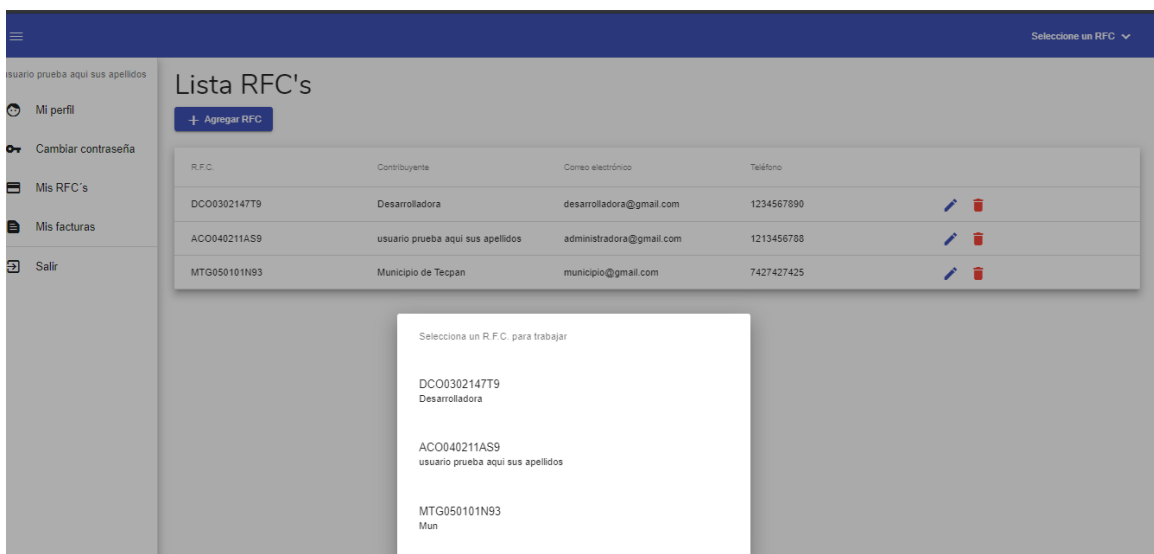 Seleccione un RFC
usuario prueba aqui sus apellidos
Mi perfil
Cambiar contraseña
Mis RFC´s
Mis facturas
Salir
Lista RFC's
+ Agregar RFC
R.F.C. Contribuyente Correo electrónico Teléfono
DCO0302147T9 Desarrolladora desarrolladora@gmail.com 1234567890
ACO040211AS9 usuario prueba aqui sus apellidos administradora@gmail.com 1213456788
MTG050101N93 Municipio de Tecpan municipio@gmail.com 7427427425
Selecciona un R.F.C. para trabajar
DCO0302147T9
Desarrolladora
ACO040211AS9
usuario prueba aqui sus apellidos
MTG050101N93
Mun